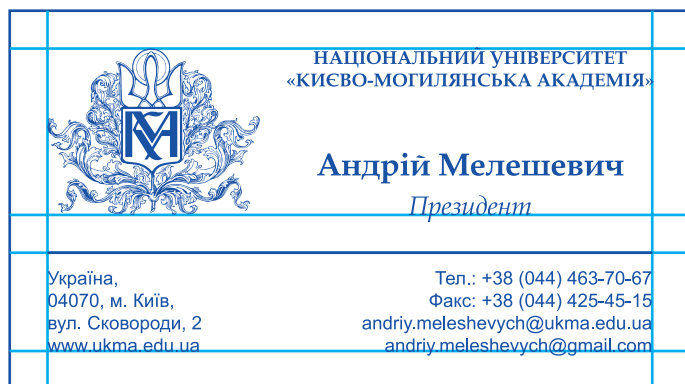 НАЦІОНАЛЬНИЙ УНІВЕРСИТЕТ
«КИЄВО-МОГИЛЯНСЬКА АКАДЕМІЯ»
Андрій Мелешевич
Президент
Україна,
04070, м. Київ,
вул. Сковороди, 2
www.ukma.edu.ua
Тел.: +38 (044) 463-70-67
Факс: +38 (044) 425-45-15
andriy.meleshevych@ukma.edu.ua
andriy.meleshevych@gmail.com